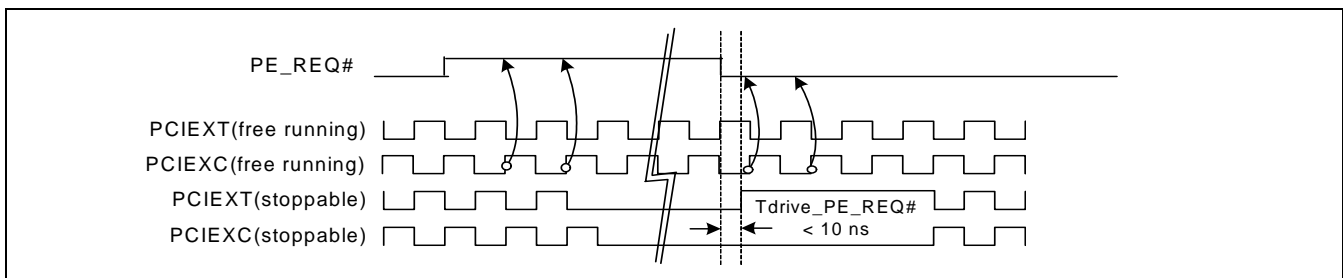 PE_REQ#
PCIEXT(free running)
PCIEXC(free running)
PCIEXT(stoppable)
Tdrive_PE_REQ#
PCIEXC(stoppable)
< 10 ns